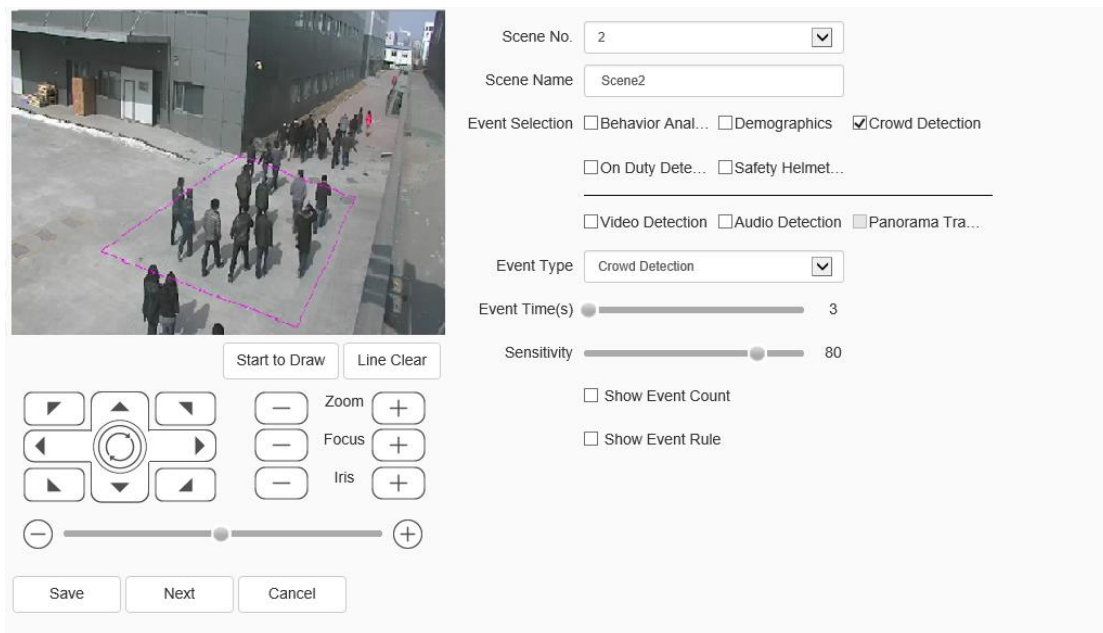 Scene No. 2
Scene Name Scene2
Event Selection Behavior Anal... Demographics Crowd Detection
On Duty Dete... Safety Helmet...
Video Detection Audio Detection Panorama Tra...
Event Type Crowd Detection
Event Time(s) 3
Sensitivity 80
Show Event Count
Show Event Rule
Start to Draw Line Clear
Zoom
Focus
Iris
Save Next Cancel